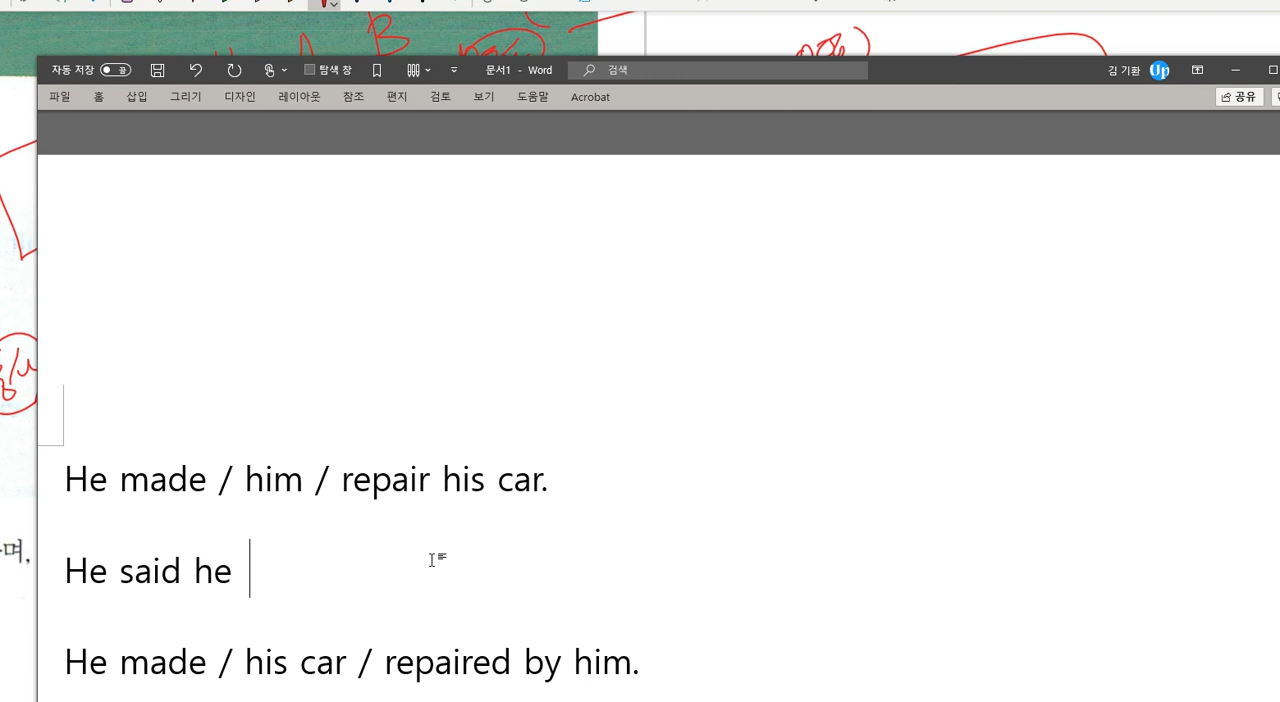 A B
자동 저장 끔 탐색 창 문서1 - Word 검색 김 기환 Up
파일 홈 삽입 그리기 디자인 레이아웃 참조 편지 검토 보기 도움말 Acrobat 공유
He made / him / repair his car.
He said he
며,
He made / his car / repaired by him.